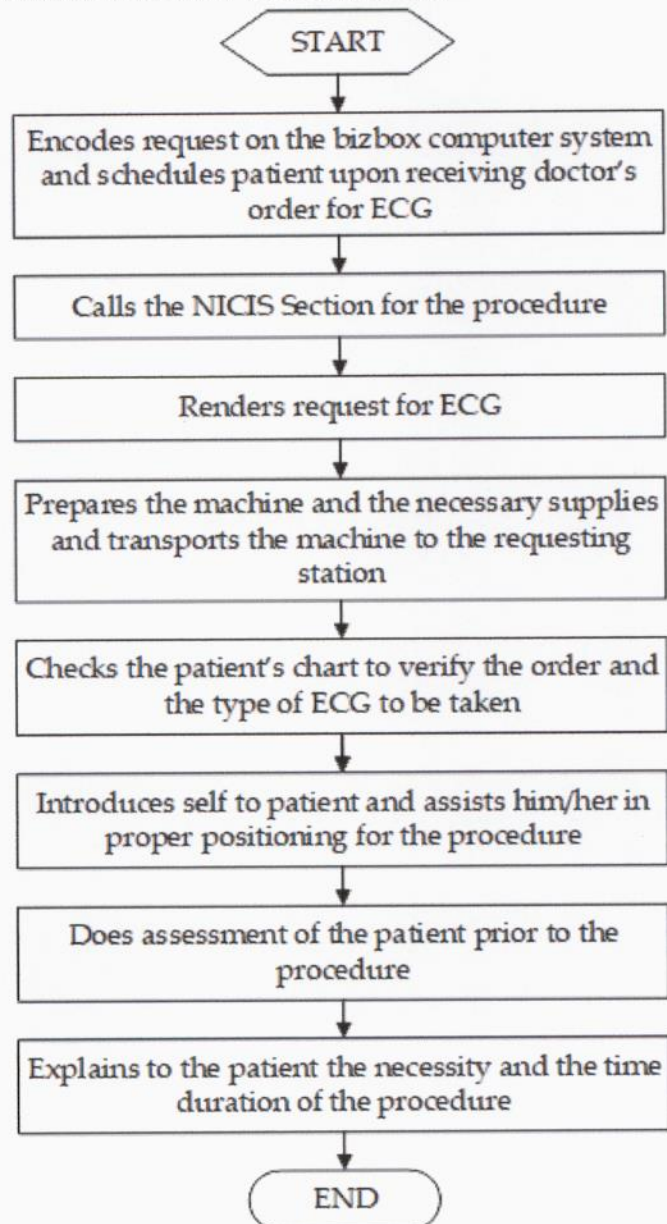 START
Encodes request on the bizbox computer system
and schedules patient upon receiving doctor's
order for ECG
Calls the NICIS Section for the procedure
Renders request for ECG
Prepares the machine and the necessary supplies
and transports the machine to the requesting
station
Checks the patient's chart to verify the order and
the type of ECG to be taken
Introduces self to patient and assists him/her in
proper positioning for the procedure
Does assessment of the patient prior to the
procedure
Explains to the patient the necessity and the time
duration of the procedure
END